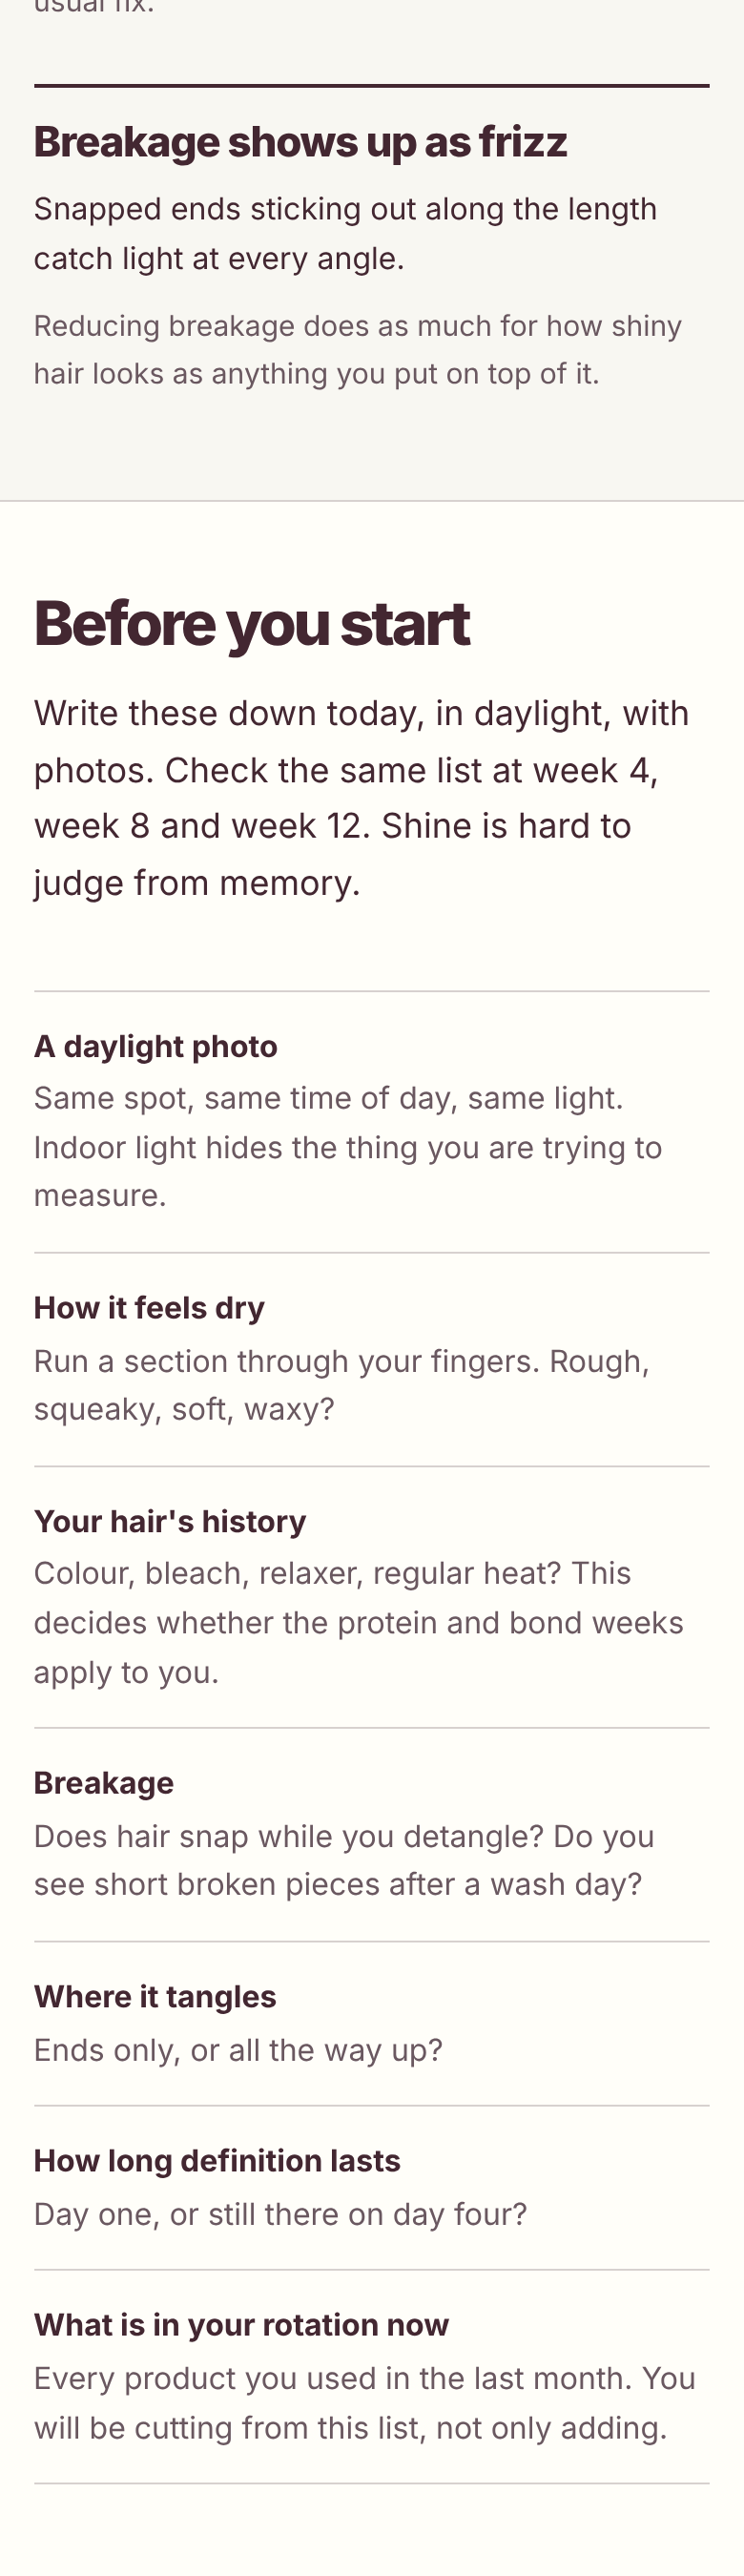 usual fix.
Breakage shows up as frizz
Snapped ends sticking out along the length
catch light at every angle.
Reducing breakage does as much for how shiny
hair looks as anything you put on top of it.
Before you start
Write these down today, in daylight, with
photos. Check the same list at week 4,
week 8 and week 12. Shine is hard to
judge from memory.
A daylight photo
Same spot, same time of day, same light.
Indoor light hides the thing you are trying to
measure.
How it feels dry
Run a section through your fingers. Rough,
squeaky, soft, waxy?
Your hair's history
Colour, bleach, relaxer, regular heat? This
decides whether the protein and bond weeks
apply to you.
Breakage
Does hair snap while you detangle? Do you
see short broken pieces after a wash day?
Where it tangles
Ends only, or all the way up?
How long definition lasts
Day one, or still there on day four?
What is in your rotation now
Every product you used in the last month. You
will be cutting from this list, not only adding.